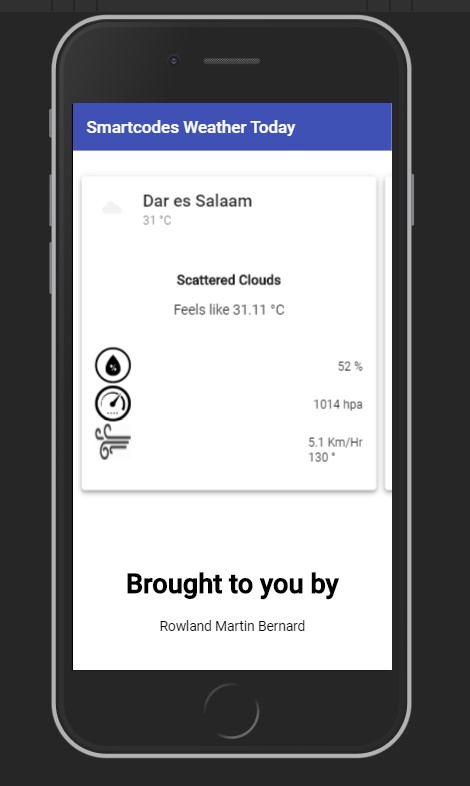 Smartcodes Weather Today
Dar es Salaam
31 °C
Scattered Clouds
Feels like 31.11 °C
52 %
1014 hpa
5.1 Km/Hr
130 °
Brought to you by
Rowland Martin Bernard